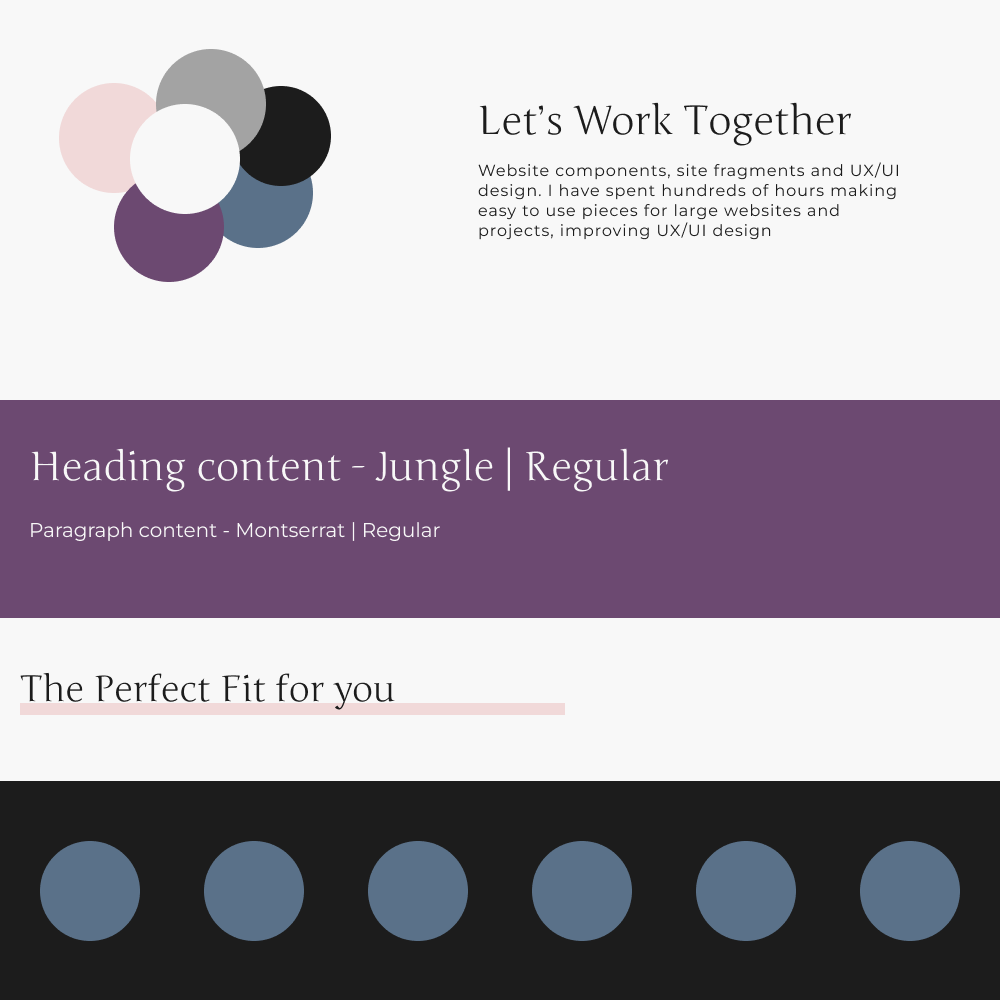 Let’s Work Together
Website components, site fragments and UX/UI
design. I have spent hundreds of hours making
easy to use pieces for large websites and
projects, improving UX/UI design
Heading content - Jungle | Regular
Paragraph content - Montserrat | Regular
The Perfect Fit for you